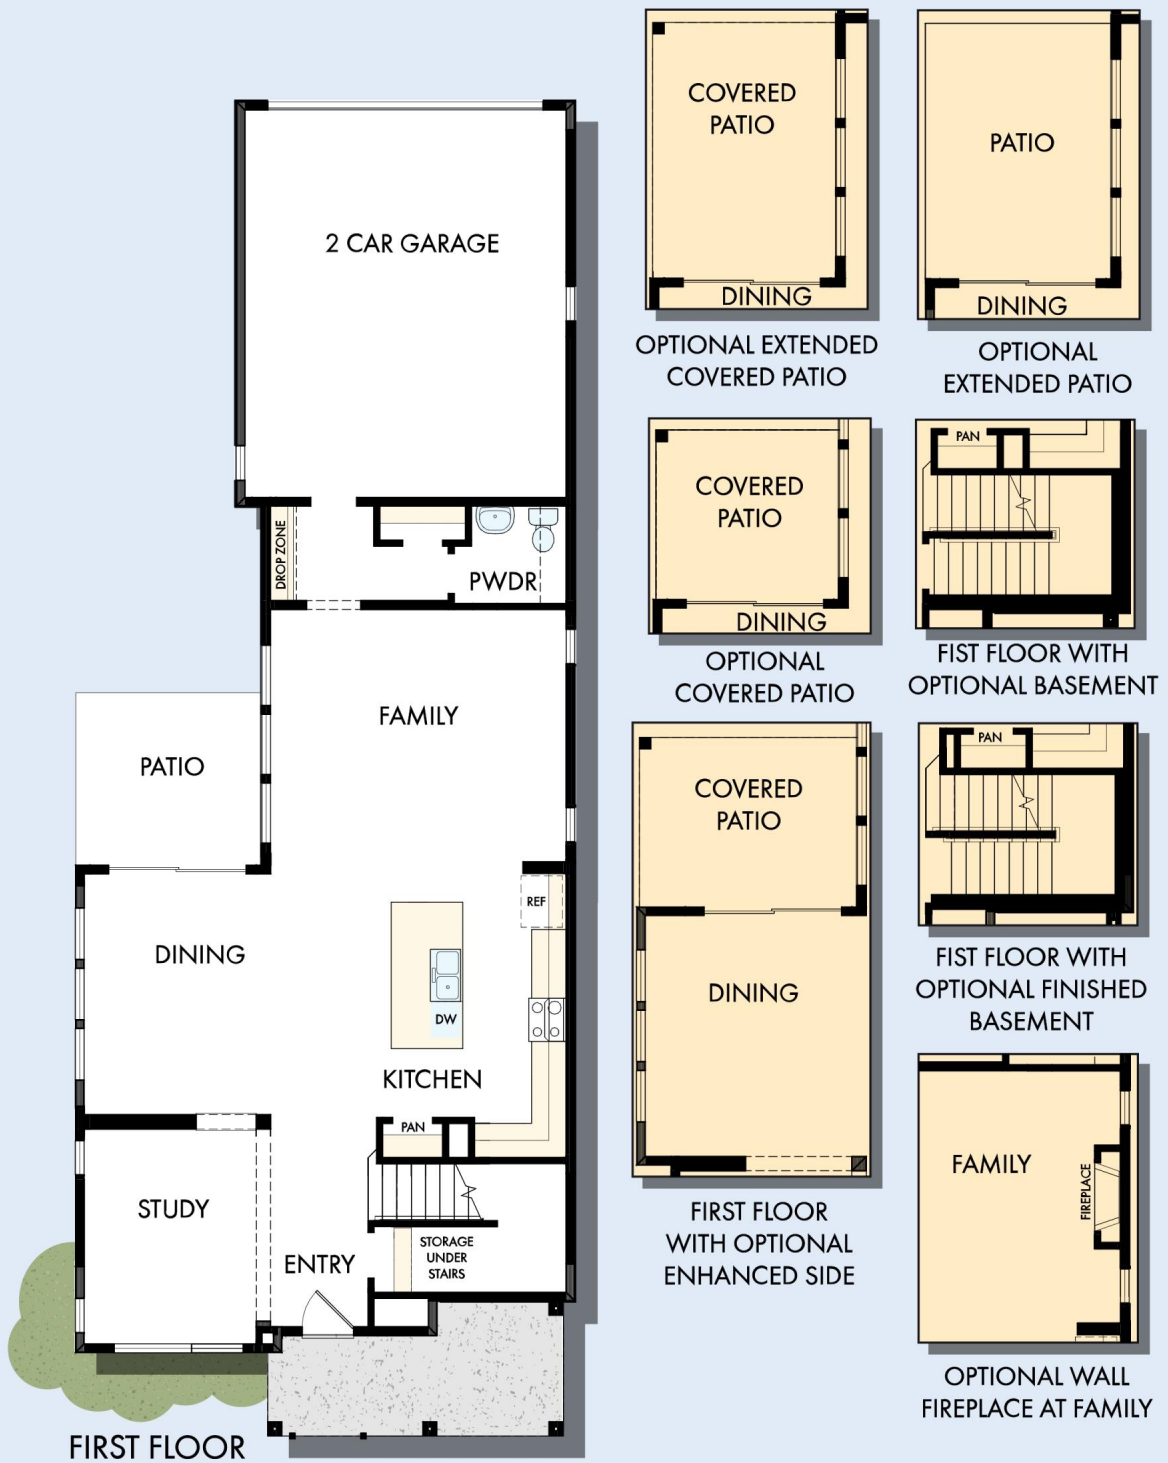 2 CAR GARAGE
DROP ZONE
PWDR
FAMILY
PATIO
REF
DINING
DW
KITCHEN
PAN
STUDY
STORAGE
UNDER
STAIRS
ENTRY
FIRST FLOOR
COVERED
PATIO
DINING
OPTIONAL EXTENDED
COVERED PATIO
PATIO
DINING
OPTIONAL
EXTENDED PATIO
COVERED
PATIO
DINING
OPTIONAL
COVERED PATIO
PAN
FIST FLOOR WITH
OPTIONAL BASEMENT
COVERED
PATIO
DINING
FIRST FLOOR
WITH OPTIONAL
ENHANCED SIDE
PAN
FIST FLOOR WITH
OPTIONAL FINISHED
BASEMENT
FAMILY
FIREPLACE
OPTIONAL WALL
FIREPLACE AT FAMILY